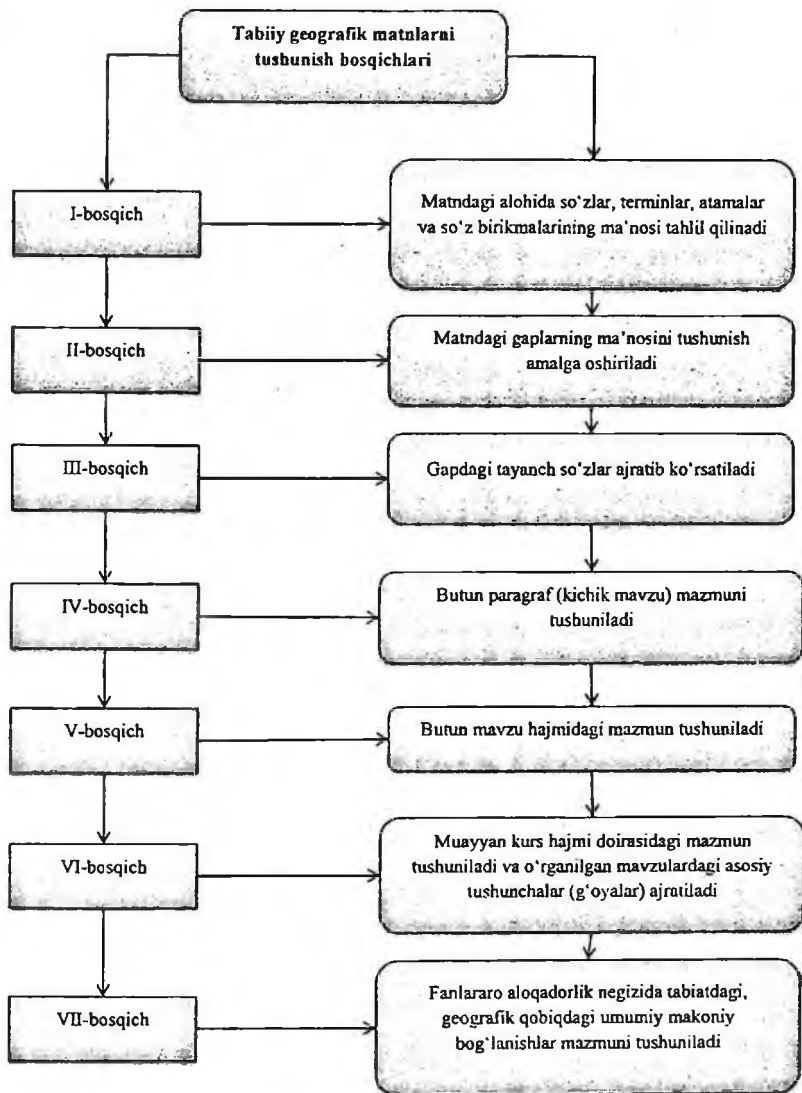 Tabiiy geografik matnlarni
tushunish bosqichlari
I-bosqich
Matndagi alohida so‘zlar, terminlar, atamalar
va so‘z birikmalarining ma’nosi tahlil qilinadi
II-bosqich
Matndagi gaplarning ma’nosini tushunish
amalga oshiriladi
III-bosqich
Gapdagi tayanch so‘zlar ajratib ko‘rsatiladi
IV-bosqich
Butun paragraf (kichik mavzu) mazmuni
tushuniladi
V-bosqich
Butun mavzu hajmidagi mazmun tushuniladi
VI-bosqich
Muayyan kurs hajmi doirasidagi mazmun
tushuniladi va o‘rganilgan mavzulardagi asosiy
tushunchalar (g‘oyalar) ajratiladi
VII-bosqich
Fanlararo aloqadorlik negizida tabiatdagi,
geografik qobiqdagi umumiy makoniy
bog‘lanishlar mazmuni tushuniladi